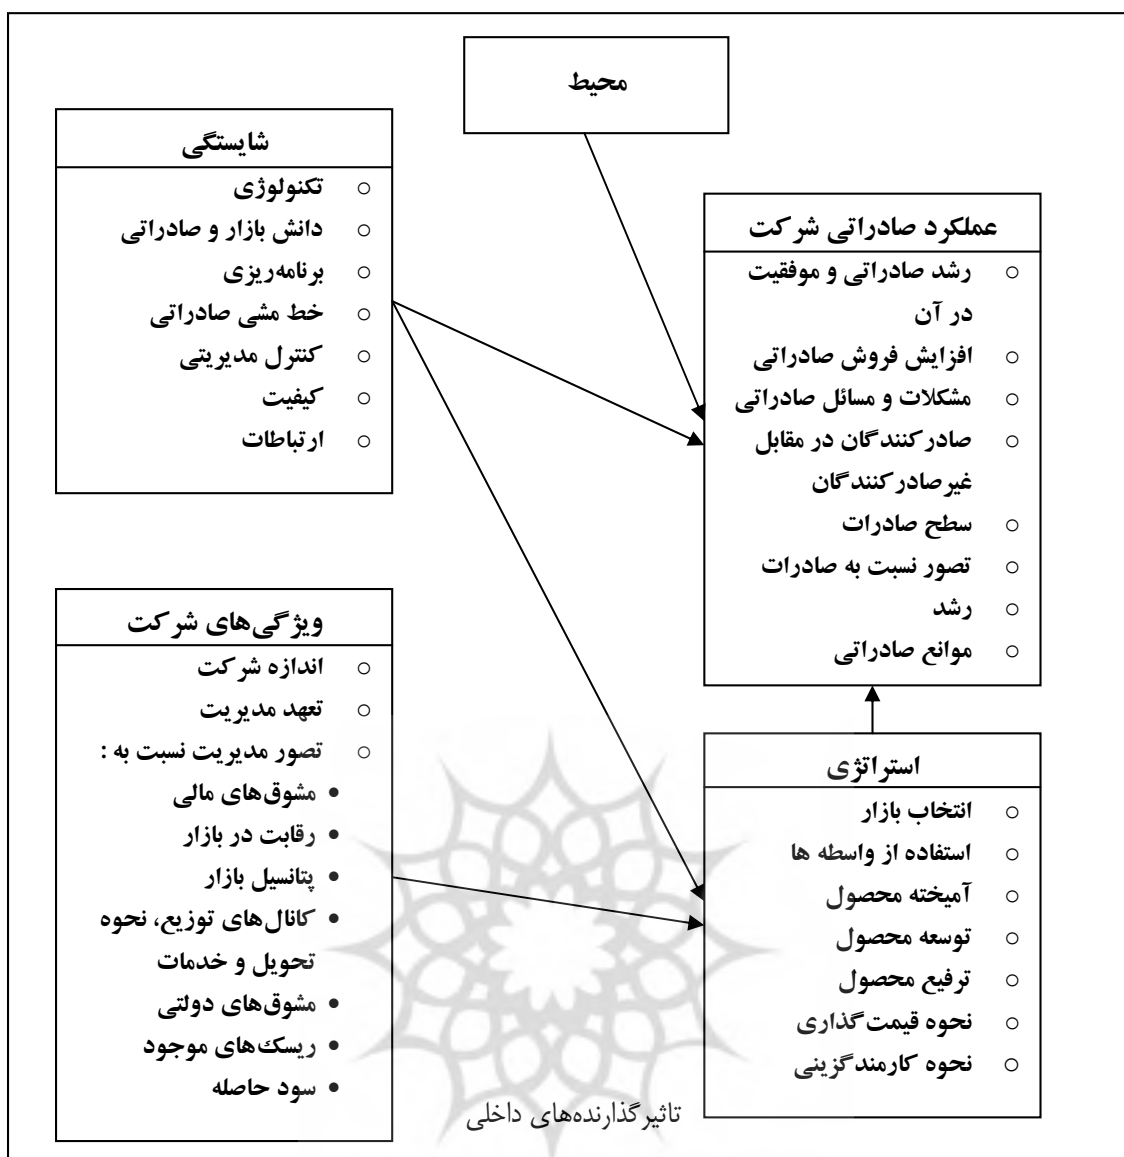 محیط
شایستگی
○ تکنولوژی
○ دانش بازار و صادراتی
○ برنامه‌ریزی
○ خط مشی صادراتی
○ کنترل مدیریتی
○ کیفیت
○ ارتباطات
عملکرد صادراتی شرکت
○ رشد صادراتی و موفقیت
در آن
○ افزایش فروش صادراتی
○ مشکلات و مسائل صادراتی
○ صادرکنندگان در مقابل
غیرصادرکنندگان
○ سطح صادرات
○ تصور نسبت به صادرات
○ رشد
○ موانع صادراتی
ویژگی‌های شرکت
○ اندازه شرکت
○ تعهد مدیریت
○ تصور مدیریت نسبت به :
• مشوق‌های مالی
• رقابت در بازار
• پتانسیل بازار
• کانال‌های توزیع، نحوه
تحویل و خدمات
• مشوق‌های دولتی
• ریسک‌های موجود
• سود حاصله
استراتژی
○ انتخاب بازار
○ استفاده از واسطه ها
○ آمیخته محصول
○ توسعه محصول
○ ترفیع محصول
○ نحوه قیمت‌گذاری
○ نحوه کارمندگزینی
تاثیرگذارنده‌های داخلی